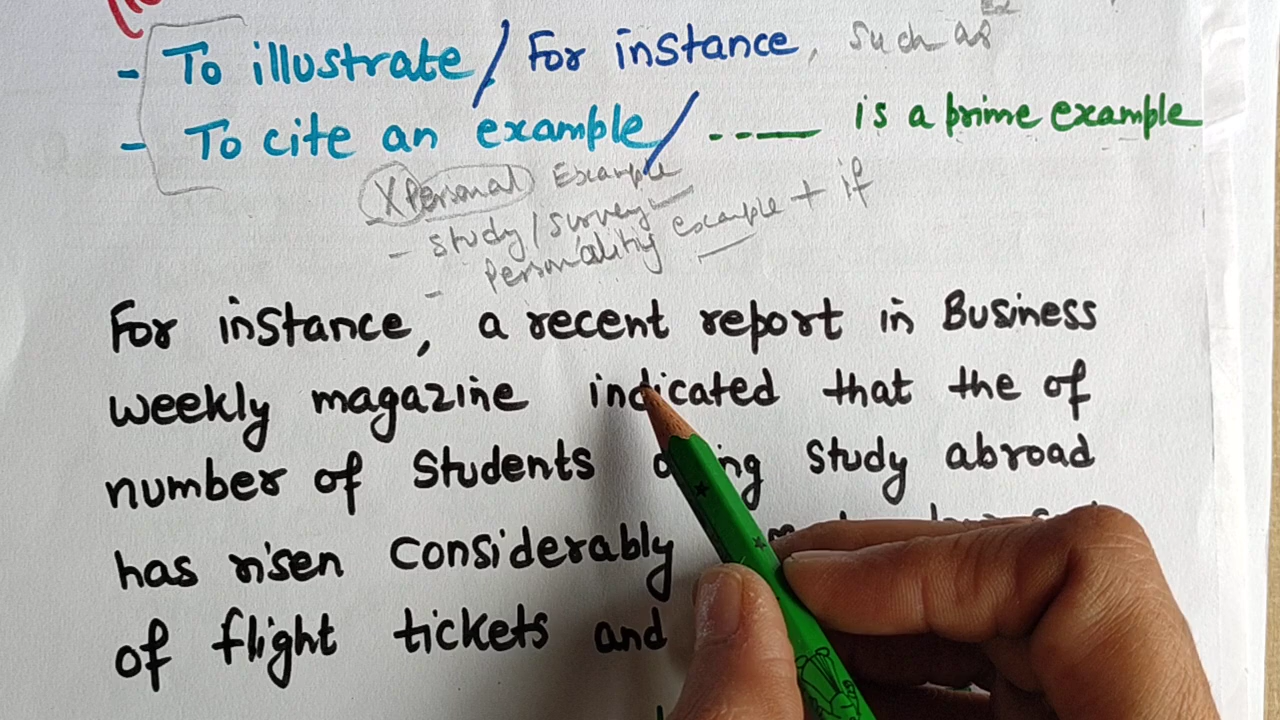 - To illustrate / For instance, such as
- To cite an example / ---- is a prime example
X Personal Example
- study/survey
- Personality example + if
For instance, a recent report in Business
weekly magazine indicated that the of
number of Students study abroad
has risen considerably
of flight tickets and